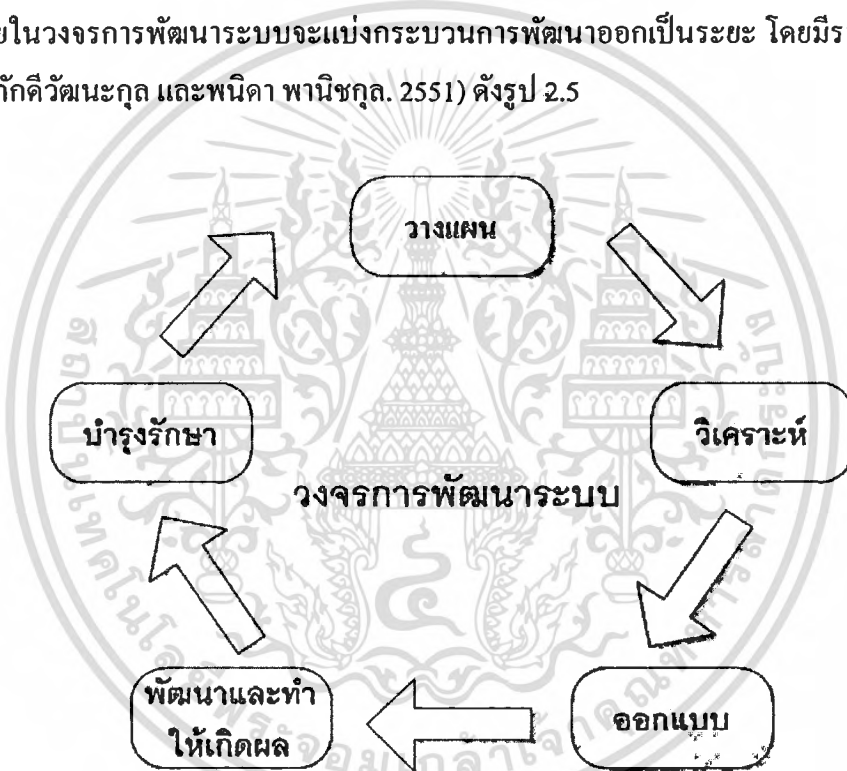 ยในวงจรการพัฒนาระบบจะแบ่งกระบวนการพัฒนาออกเป็นระยะ โดยมีร
ภักดีวัฒนะกุล และพนิดา พานิชกุล. 2551) ดังรูป 2.5
วางแผน
บำรุงรักษา
วิเคราะห์
วงจรการพัฒนาระบบ
พัฒนาและทำ
ให้เกิดผล
ออกแบบ